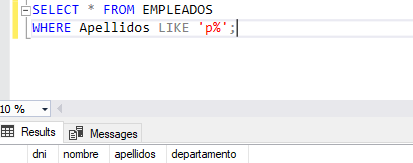 SELECT * FROM EMPLEADOS
WHERE Apellidos LIKE 'p%';
10 %
Results Messages
dni nombre apellidos departamento